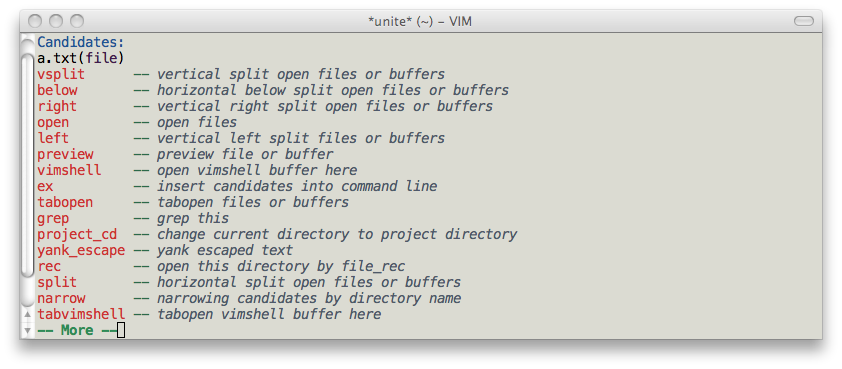 *unite* (~) – VIM
Candidates:
a.txt(file)
vsplit      -- vertical split open files or buffers
below       -- horizontal below split open files or buffers
right       -- vertical right split open files or buffers
open        -- open files
left        -- vertical left split files or buffers
preview     -- preview file or buffer
vimshell    -- open vimshell buffer here
ex          -- insert candidates into command line
tabopen     -- tabopen files or buffers
grep        -- grep this
project_cd  -- change current directory to project directory
yank_escape -- yank escaped text
rec         -- open this directory by file_rec
split       -- horizontal split open files or buffers
narrow      -- narrowing candidates by directory name
tabvimshell -- tabopen vimshell buffer here
-- More --